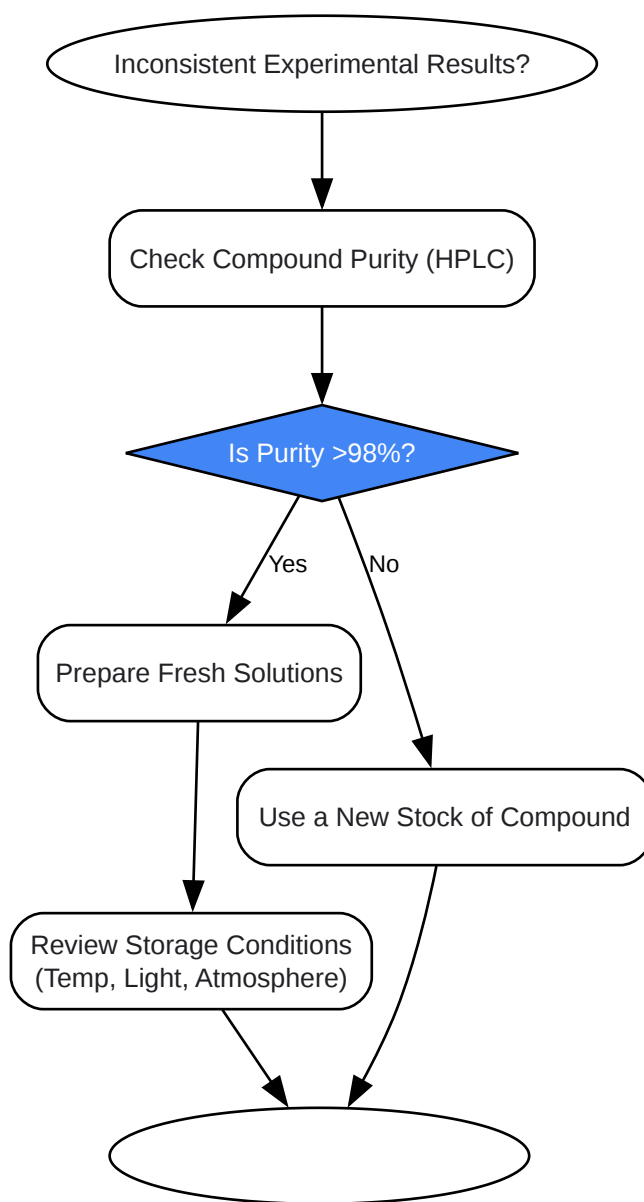 Inconsistent Experimental Results?
Check Compound Purity (HPLC)
Is Purity >98%?
Yes
No
Prepare Fresh Solutions
Use a New Stock of Compound
Review Storage Conditions
(Temp, Light, Atmosphere)